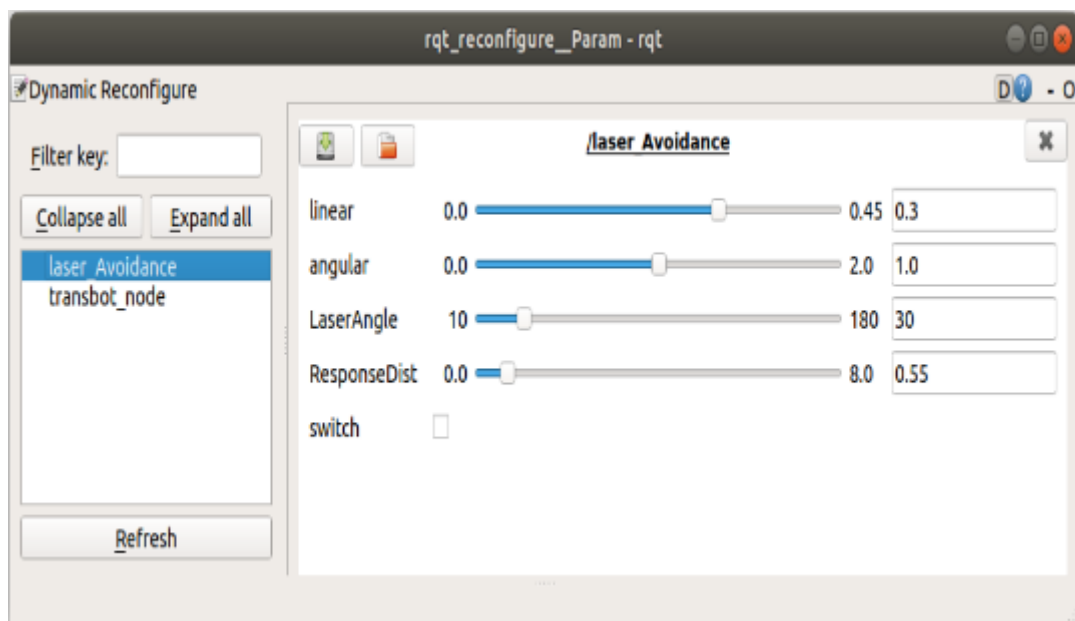 rqt_reconfigure__Param - rqt
Dynamic Reconfigure
D? - O
Filter key:
Collapse all Expand all
laser_Avoidance
transbot_node
Refresh
/laser_Avoidance
linear 0.0 0.45 0.3
angular 0.0 2.0 1.0
LaserAngle 10 180 30
ResponseDist 0.0 8.0 0.55
switch